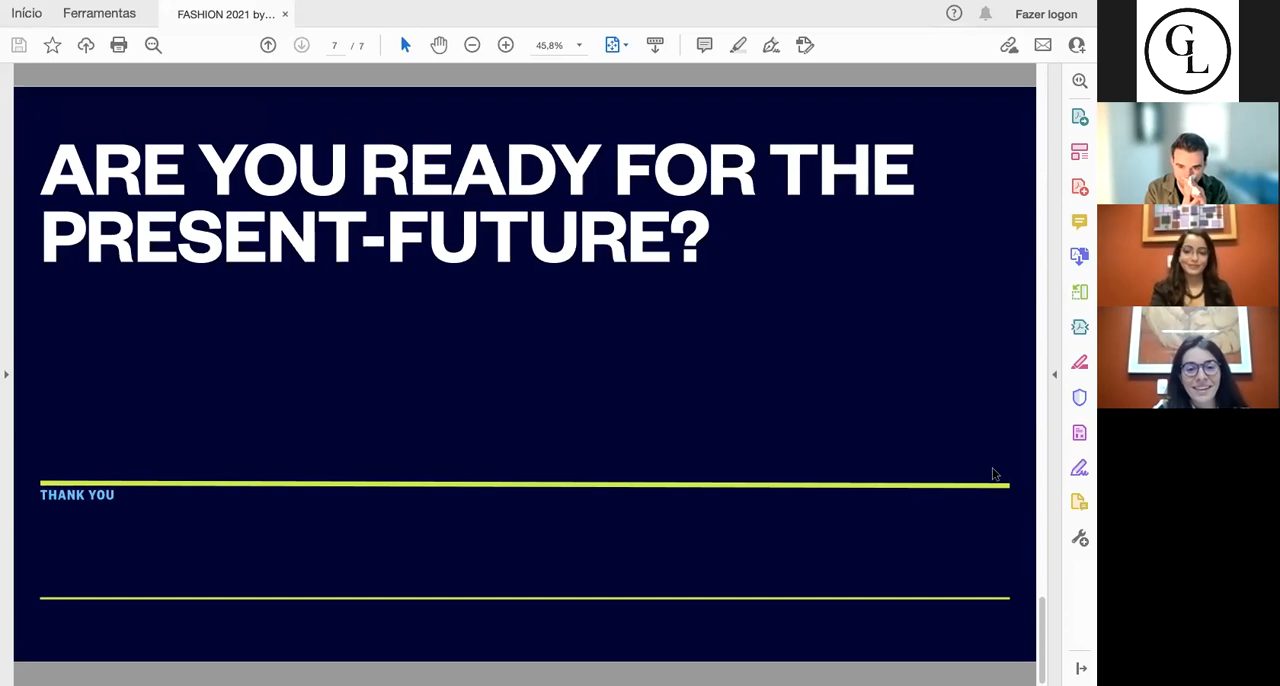 Início Ferramentas FASHION 2021 by... × Fazer logon
7 / 7 45,8%
ARE YOU READY FOR THE
PRESENT-FUTURE?
THANK YOU
GL